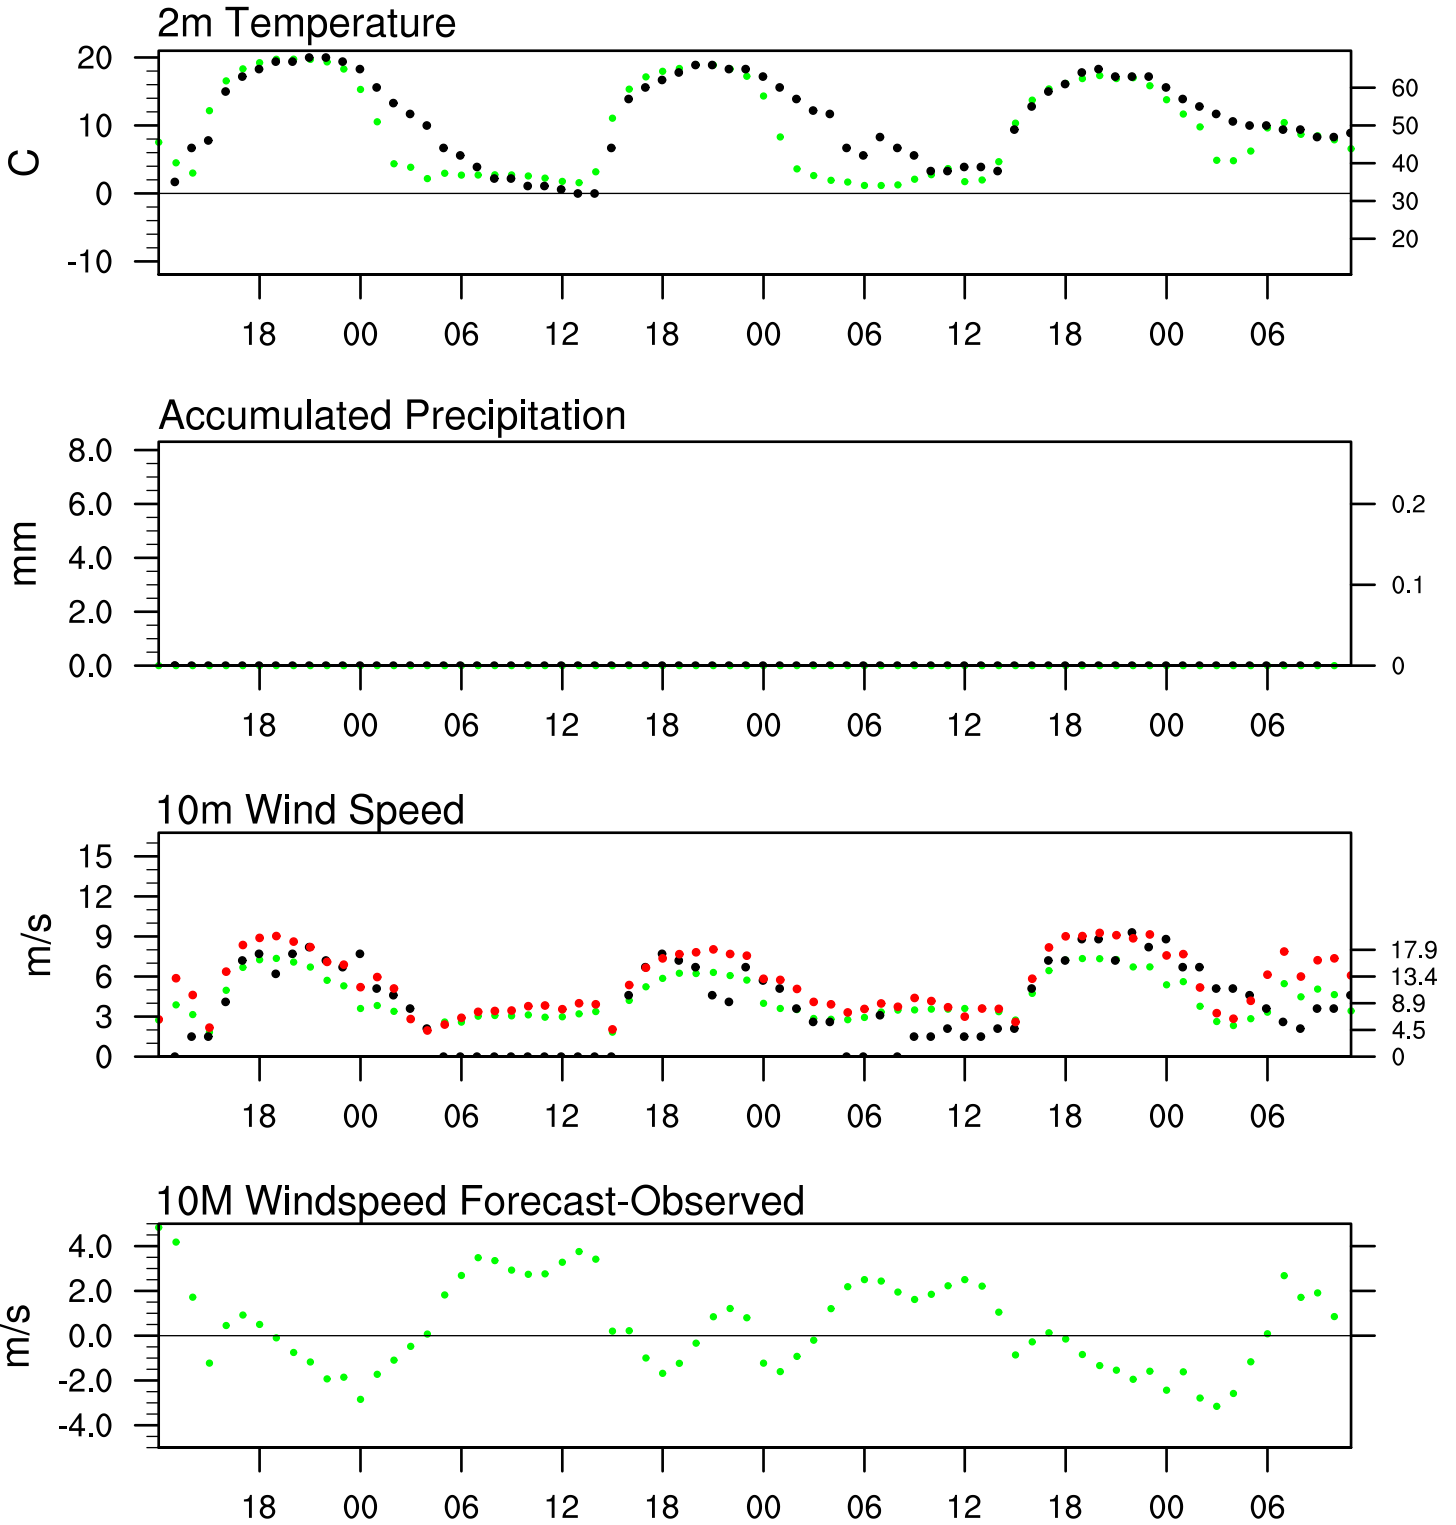 2m Temperature
20
10
0
-10
C
60
50
40
30
20
18 00 06 12 18 00 06 12 18 00 06
Accumulated Precipitation
8.0
6.0
4.0
2.0
0.0
mm
0.2
0.1
0
18 00 06 12 18 00 06 12 18 00 06
10m Wind Speed
15
12
9
6
3
0
m/s
17.9
13.4
8.9
4.5
0
18 00 06 12 18 00 06 12 18 00 06
10M Windspeed Forecast-Observed
4.0
2.0
0.0
-2.0
-4.0
m/s
18 00 06 12 18 00 06 12 18 00 06